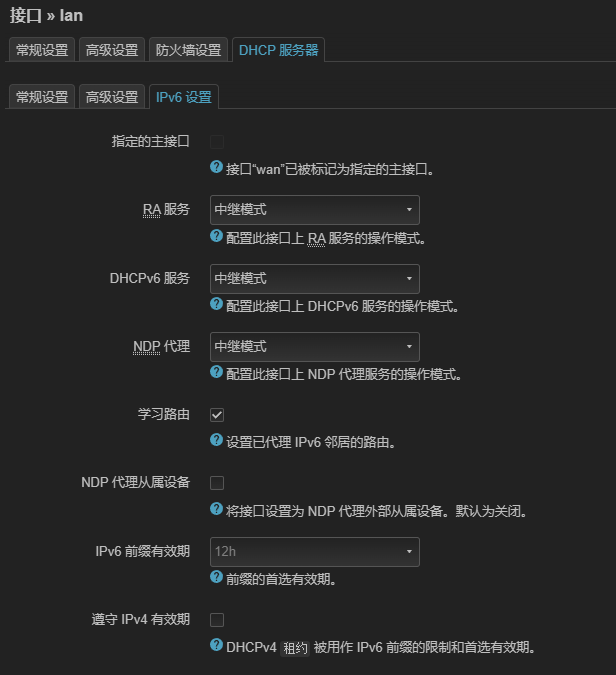 接口 » lan
常规设置 高级设置 防火墙设置 DHCP 服务器
常规设置 高级设置 IPv6 设置
指定的主接口
接口“wan”已被标记为指定的主接口。
RA 服务 中继模式
配置此接口上 RA 服务的操作模式。
DHCPv6 服务 中继模式
配置此接口上 DHCPv6 服务的操作模式。
NDP 代理 中继模式
配置此接口上 NDP 代理服务的操作模式。
学习路由
设置已代理 IPv6 邻居的路由。
NDP 代理从属设备
将接口设置为 NDP 代理外部从属设备。默认为关闭。
IPv6 前缀有效期 12h
前缀的首选有效期。
遵守 IPv4 有效期
DHCPv4 租约 被用作 IPv6 前缀的限制和首选有效期。